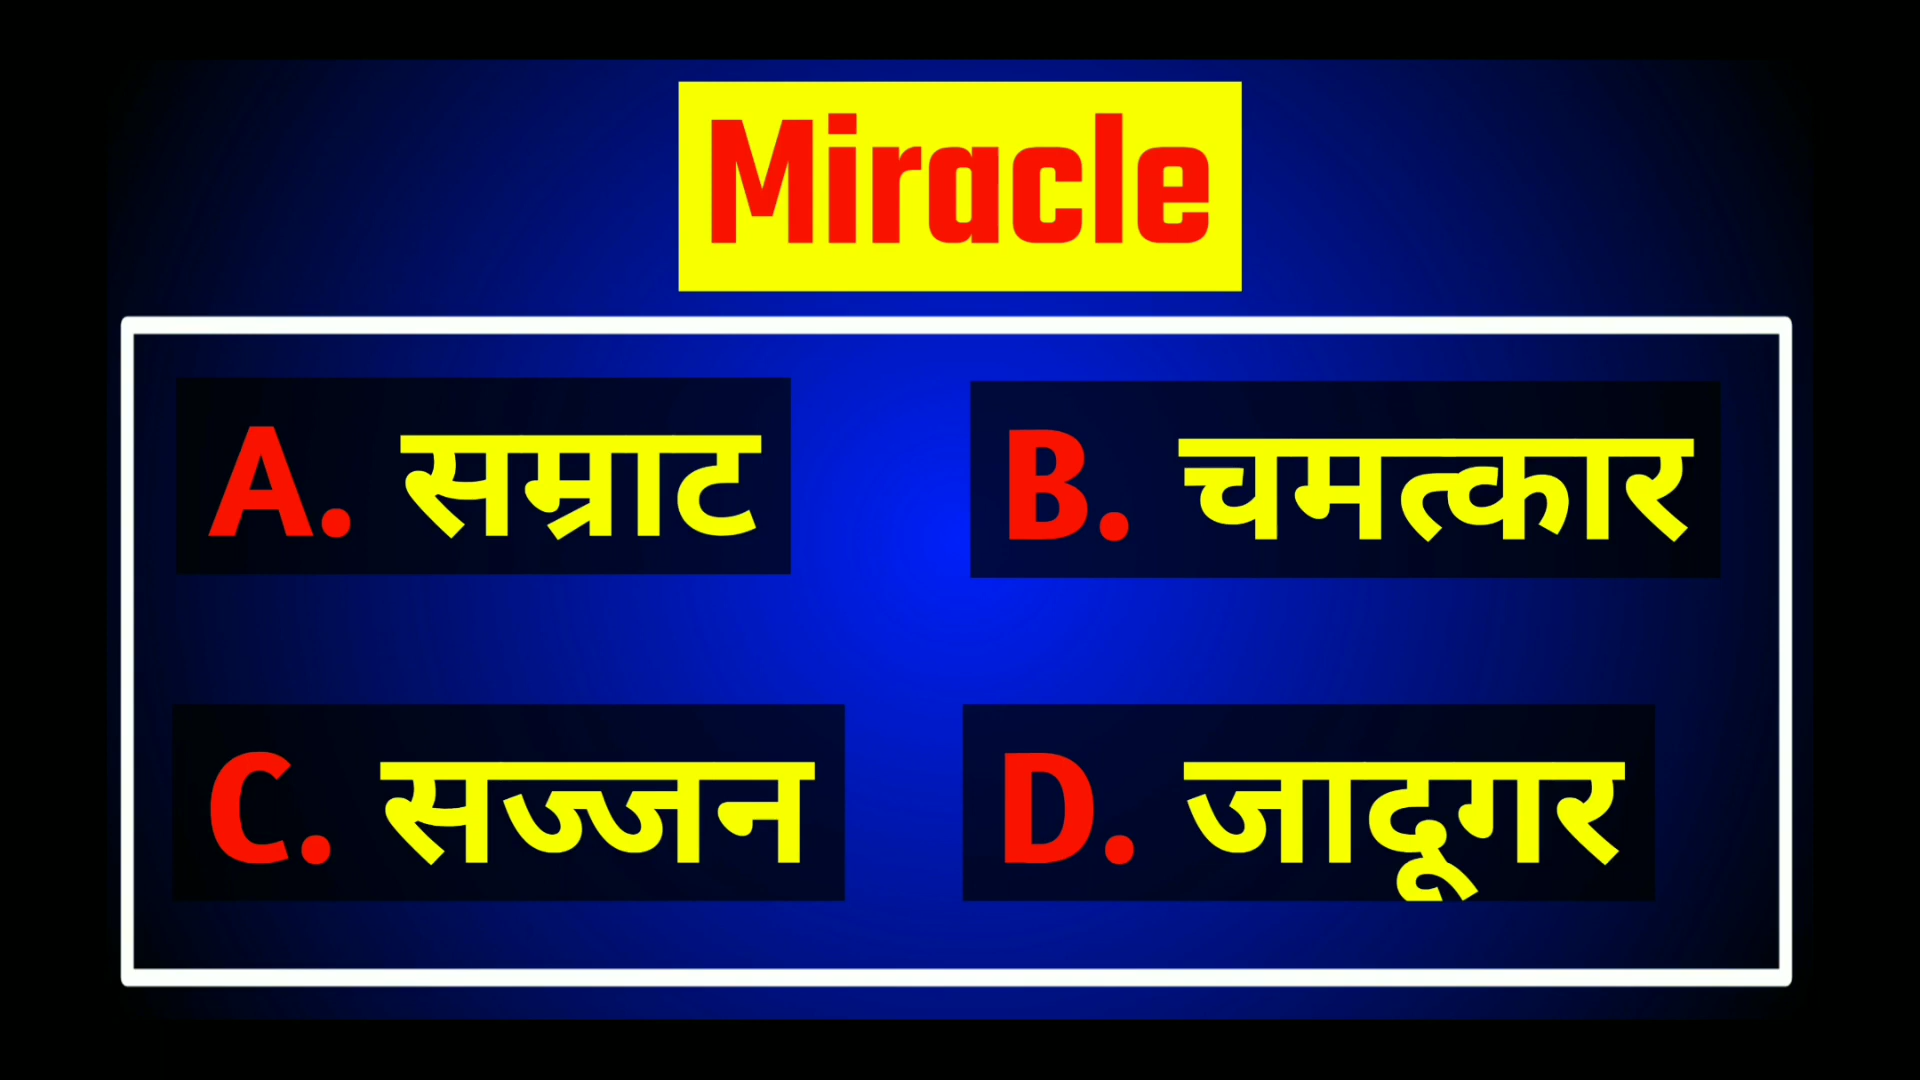 Miracle
A. सम्राट
B. चमत्कार
C. सज्जन
D. जादूगर